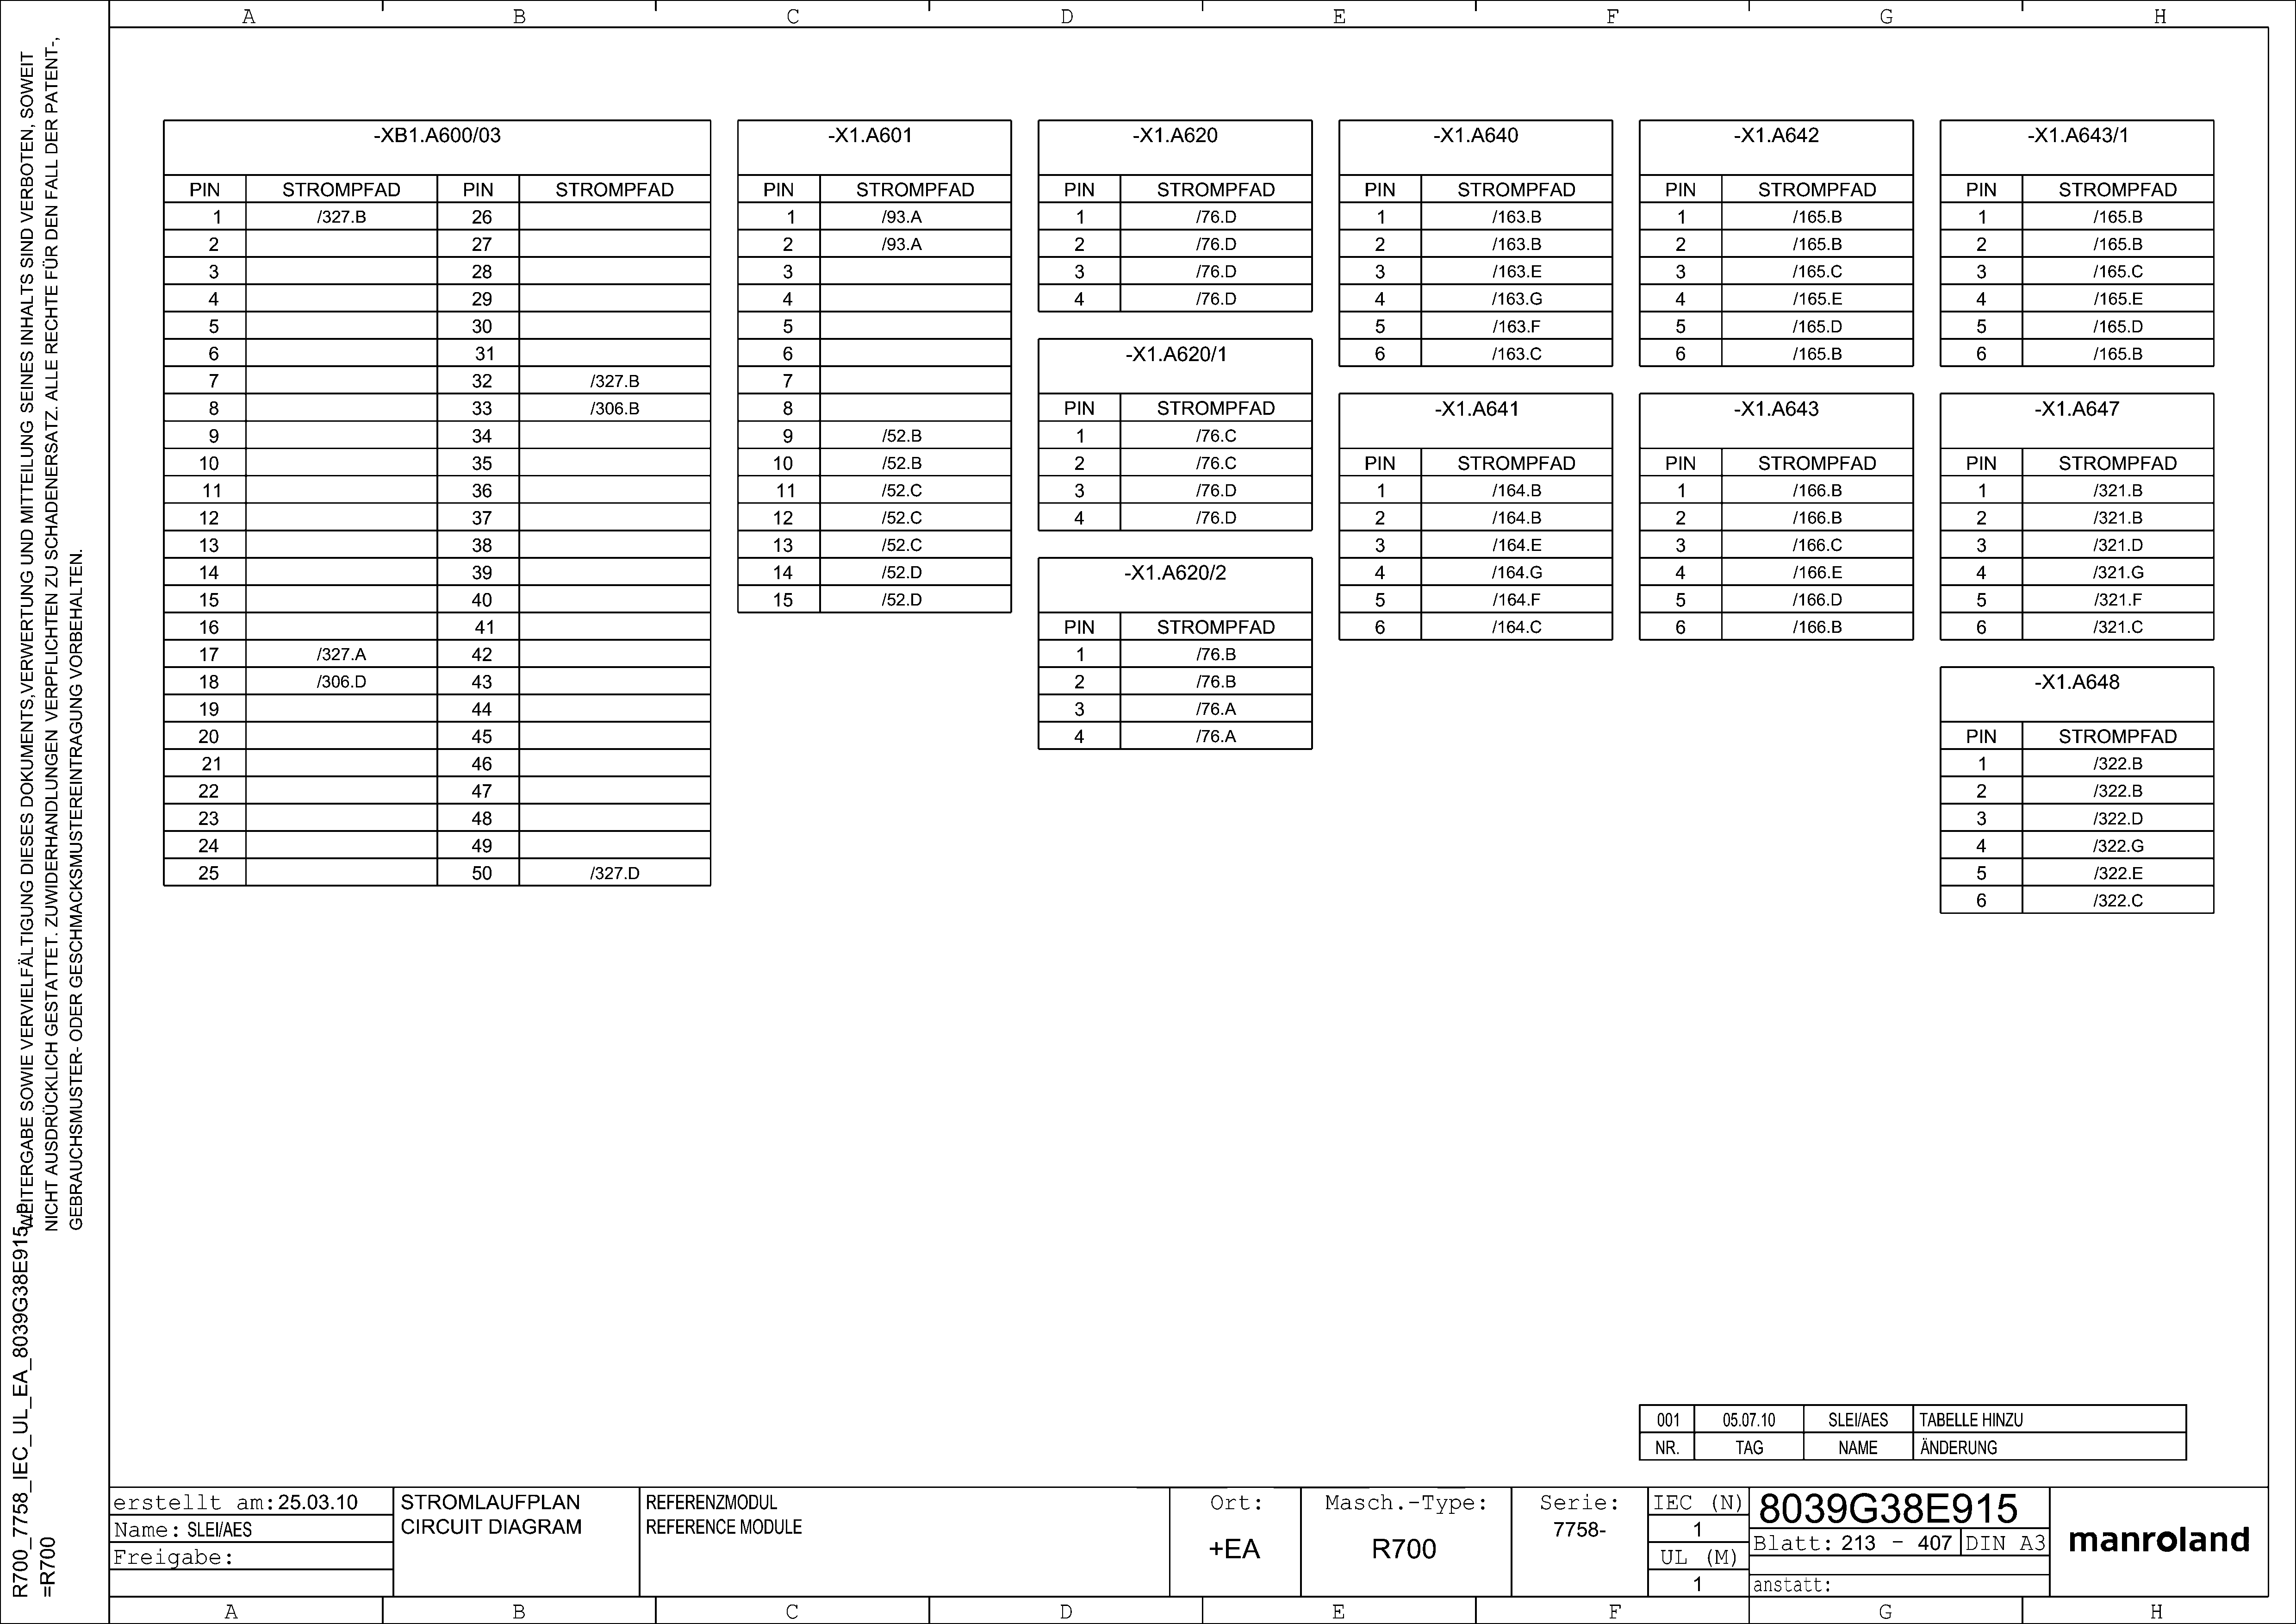 A B C D E F G H
-XB1.A600/03
PIN STROMPFAD PIN STROMPFAD
1 /327.B 26
2 27
3 28
4 29
5 30
6 31
7 32 /327.B
8 33 /306.B
9 34
10 35
11 36
12 37
13 38
14 39
15 40
16 41
17 /327.A 42
18 /306.D 43
19 44
20 45
21 46
22 47
23 48
24 49
25 50 /327.D
-X1.A601
PIN STROMPFAD
1 /93.A
2 /93.A
3
4
5
6
7
8
9 /52.B
10 /52.B
11 /52.C
12 /52.C
13 /52.C
14 /52.D
15 /52.D
-X1.A620
PIN STROMPFAD
1 /76.D
2 /76.D
3 /76.D
4 /76.D
-X1.A620/1
PIN STROMPFAD
1 /76.C
2 /76.C
3 /76.D
4 /76.D
-X1.A620/2
PIN STROMPFAD
1 /76.B
2 /76.B
3 /76.A
4 /76.A
-X1.A640
PIN STROMPFAD
1 /163.B
2 /163.B
3 /163.E
4 /163.G
5 /163.F
6 /163.C
-X1.A641
PIN STROMPFAD
1 /164.B
2 /164.B
3 /164.E
4 /164.G
5 /164.F
6 /164.C
-X1.A642
PIN STROMPFAD
1 /165.B
2 /165.B
3 /165.C
4 /165.E
5 /165.D
6 /165.B
-X1.A643
PIN STROMPFAD
1 /166.B
2 /166.B
3 /166.C
4 /166.E
5 /166.D
6 /166.B
-X1.A643/1
PIN STROMPFAD
1 /165.B
2 /165.B
3 /165.C
4 /165.E
5 /165.D
6 /165.B
-X1.A647
PIN STROMPFAD
1 /321.B
2 /321.B
3 /321.D
4 /321.G
5 /321.F
6 /321.C
-X1.A648
PIN STROMPFAD
1 /322.B
2 /322.B
3 /322.D
4 /322.G
5 /322.E
6 /322.C
WEITERGABE SOWIE VERVIELFÄLTIGUNG DIESES DOKUMENTS,VERWERTUNG UND MITTEILUNG SEINES INHALTS SIND VERBOTEN, SOWEIT
NICHT AUSDRÜCKLICH GESTATTET. ZUWIDERHANDLUNGEN VERPFLICHTEN ZU SCHADENERSATZ. ALLE RECHTE FÜR DEN FALL DER PATENT-,
GEBRAUCHSMUSTER- ODER GESCHMACKSMUSTEREINTRAGUNG VORBEHALTEN.
=R700
001 05.07.10 SLEI/AES TABELLE HINZU
NR. TAG NAME ÄNDERUNG
erstellt am: 25.03.10
Name: SLEI/AES
Freigabe:
STROMLAUFPLAN
CIRCUIT DIAGRAM
REFERENZMODUL
REFERENCE MODULE
Ort:
+EA
Masch.-Type:
R700
Serie:
7758-
IEC (N)
1
UL (M)
1
8039G38E915
Blatt: 213 - 407 DIN A3
anstatt:
manroland
A B C D E F G H